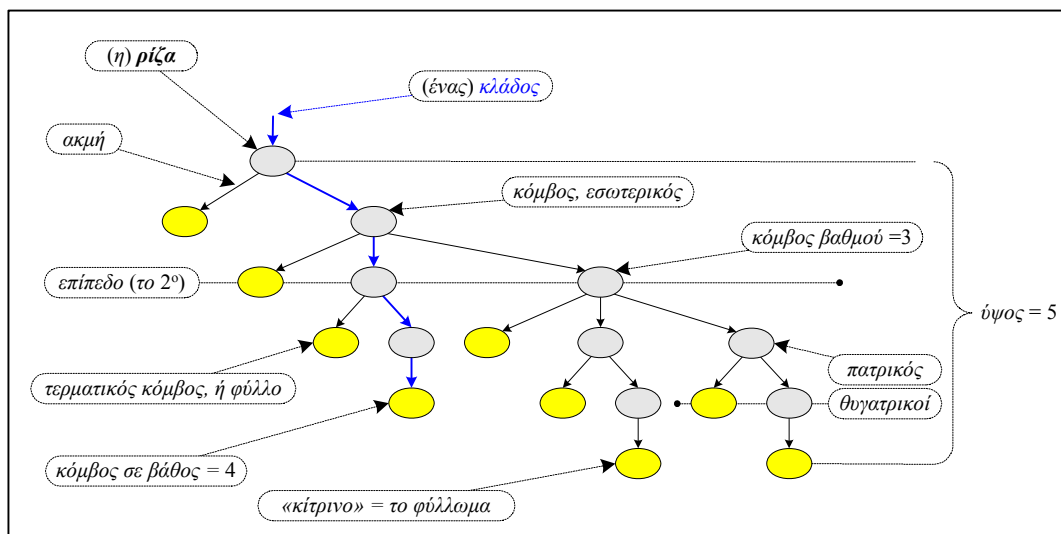 (η) ρίζα
(ένας) κλάδος
ακμή
κόμβος, εσωτερικός
κόμβος βαθμού =3
επίπεδο (το 2ο)
ύψος = 5
πατρικός
τερματικός κόμβος, ή φύλλο
θυγατρικοί
κόμβος σε βάθος = 4
«κίτρινο» = το φύλλωμα